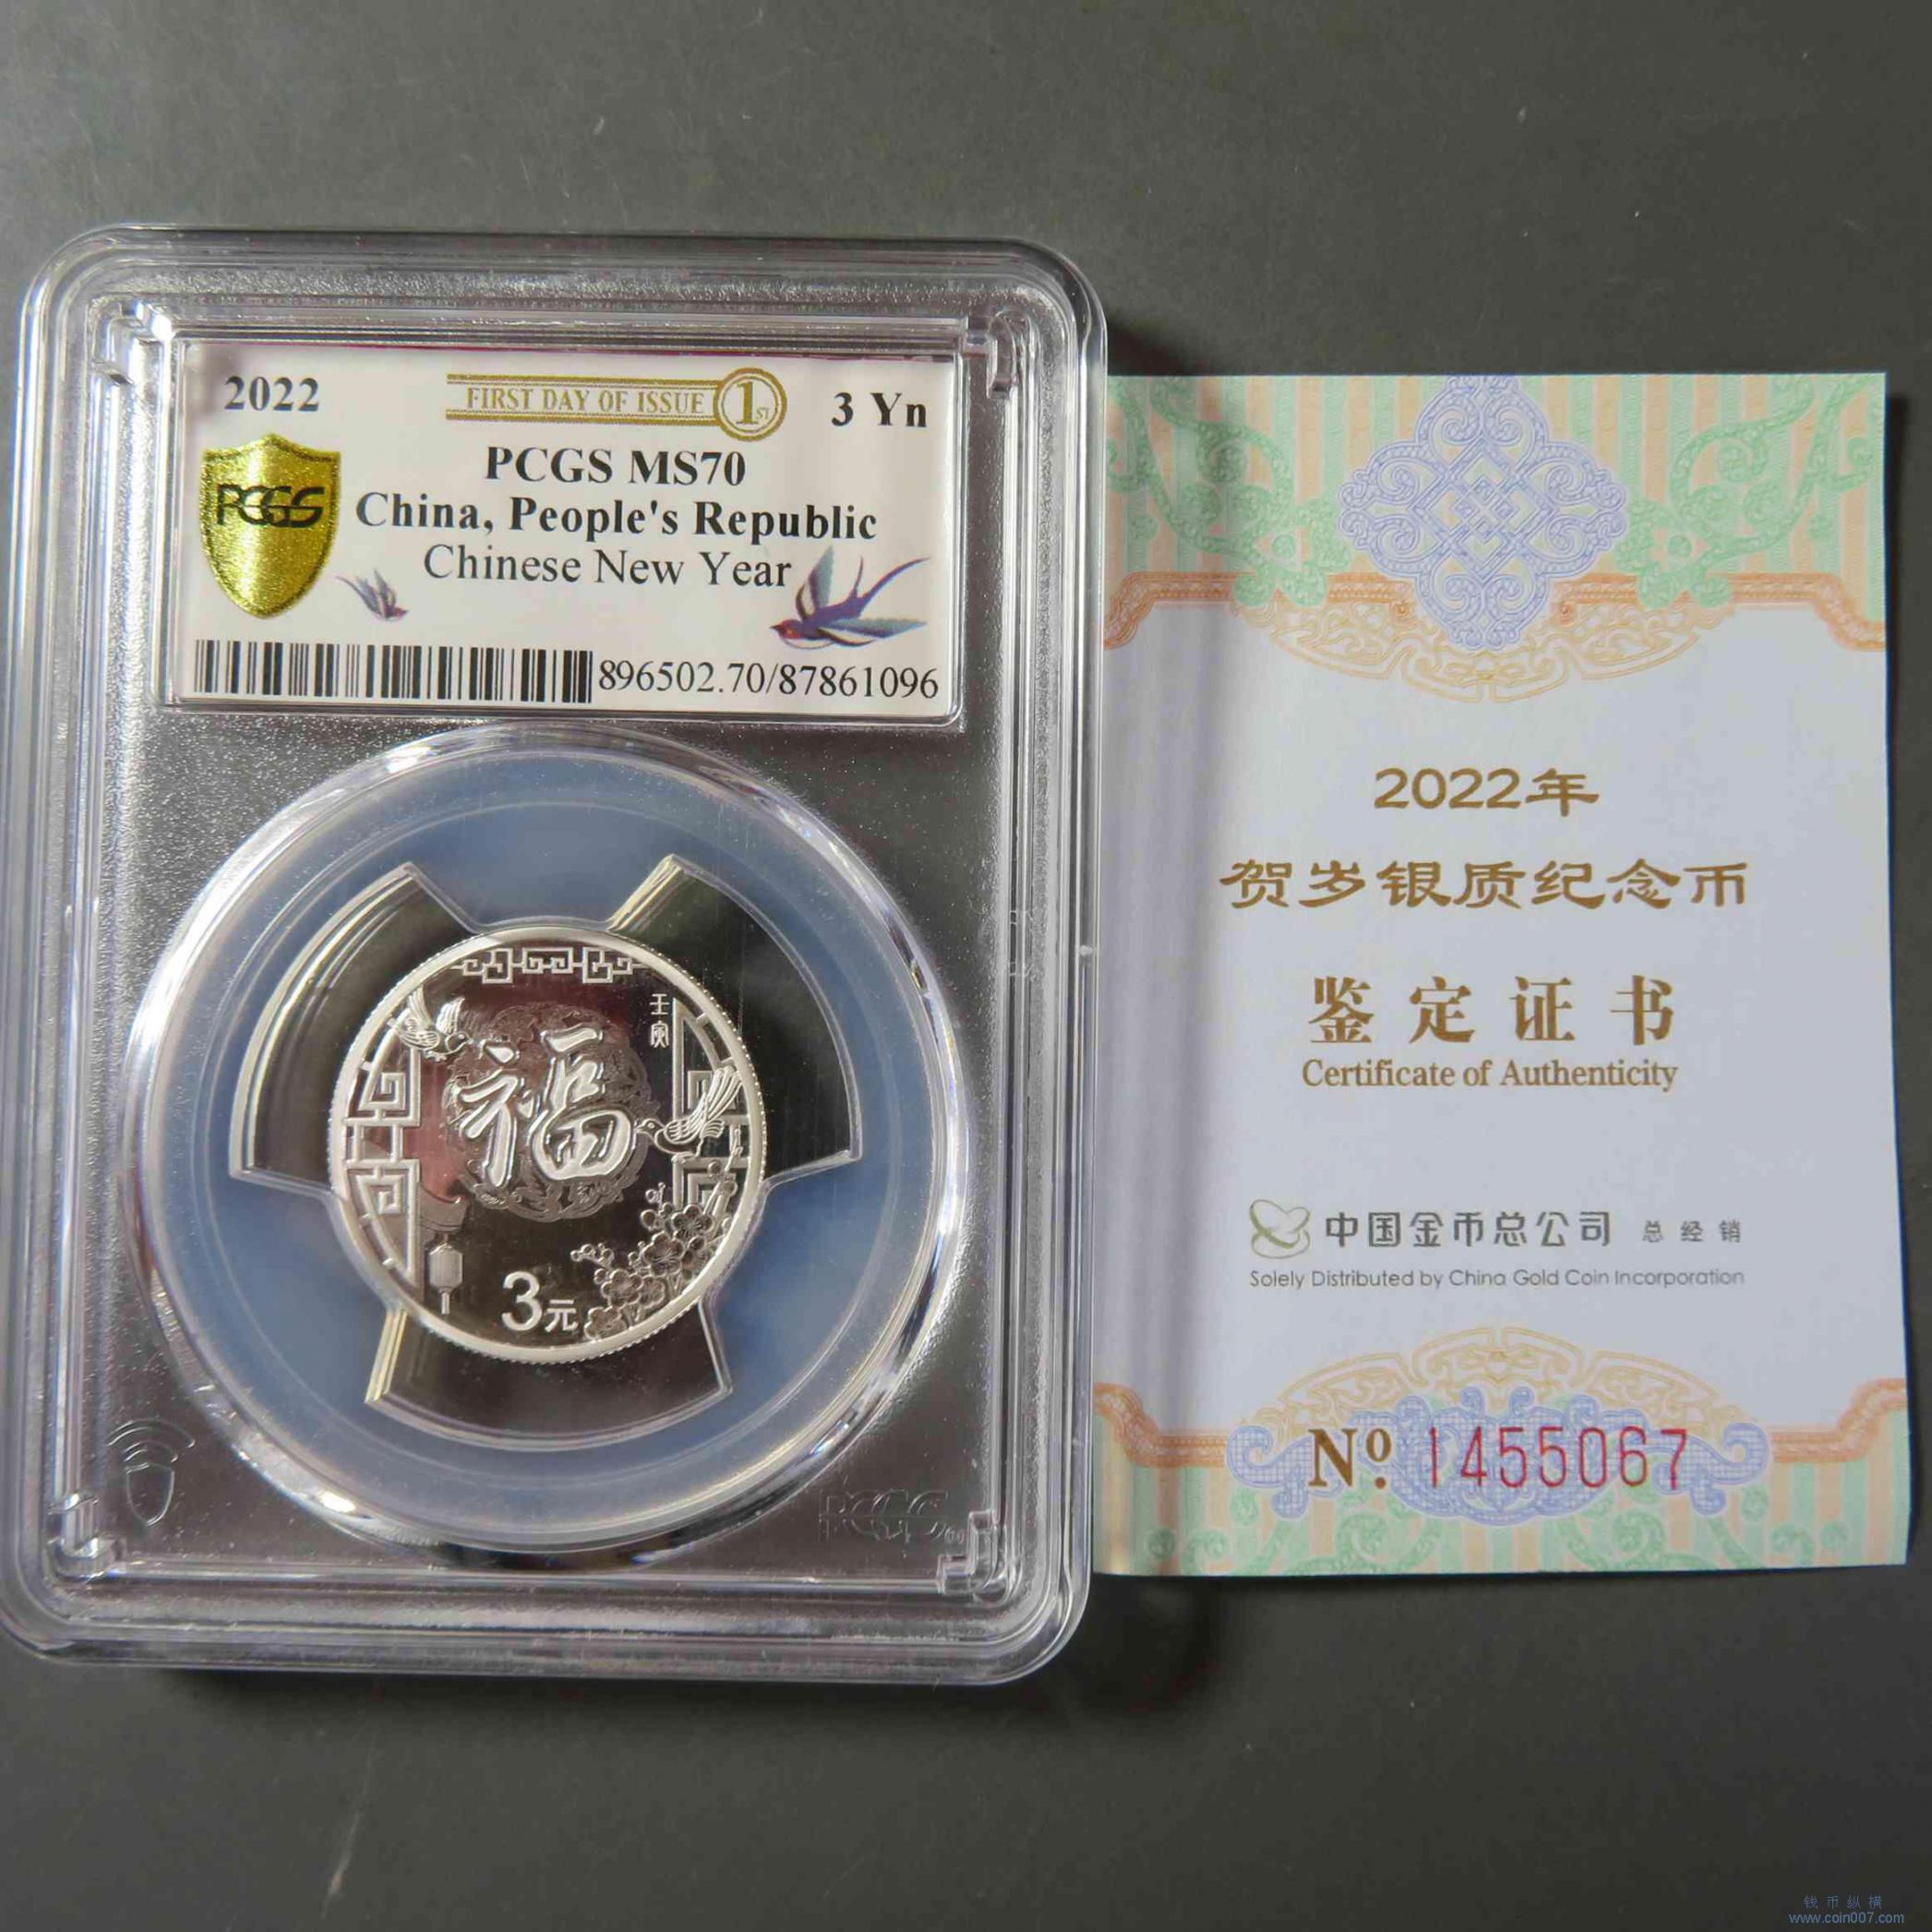 2022
FIRST DAY OF ISSUE 1ST
3 Yn
PCGS MS70
PCGS
China, People's Republic
Chinese New Year
896502.70/87861096
壬寅
福
3元
PCGS
2022年
贺岁银质纪念币
鉴定证书
Certificate of Authenticity
中国金币总公司 总经销
Solely Distributed by China Gold Coin Incorporation
Nº. 1455067
钱币纵横
www.coin007.com